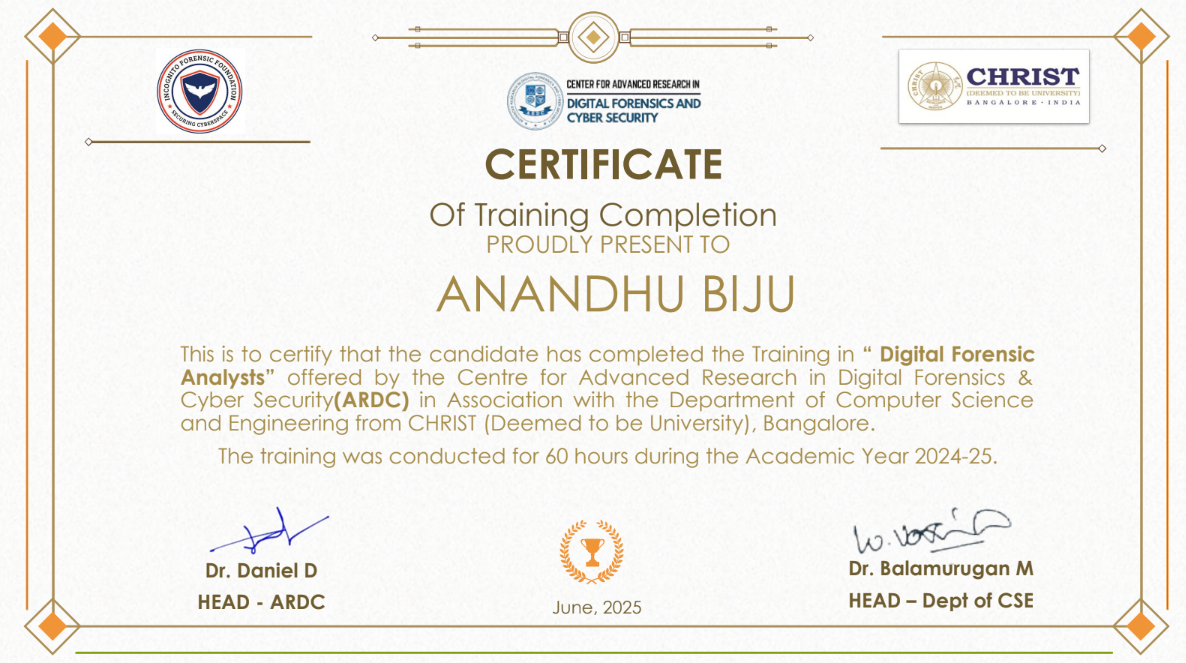 INCOGNITO FORENSIC FOUNDATION
SECURING CYBERSPACE
CENTER FOR ADVANCED RESEARCH IN
DIGITAL FORENSICS AND
CYBER SECURITY
CHRIST
(DEEMED TO BE UNIVERSITY)
BANGALORE · INDIA
CERTIFICATE
Of Training Completion
PROUDLY PRESENT TO
ANANDHU BIJU
This is to certify that the candidate has completed the Training in “ Digital Forensic
Analysts” offered by the Centre for Advanced Research in Digital Forensics &
Cyber Security(ARDC) in Association with the Department of Computer Science
and Engineering from CHRIST (Deemed to be University), Bangalore.
The training was conducted for 60 hours during the Academic Year 2024-25.
Dr. Daniel D
HEAD - ARDC
June, 2025
Dr. Balamurugan M
HEAD – Dept of CSE